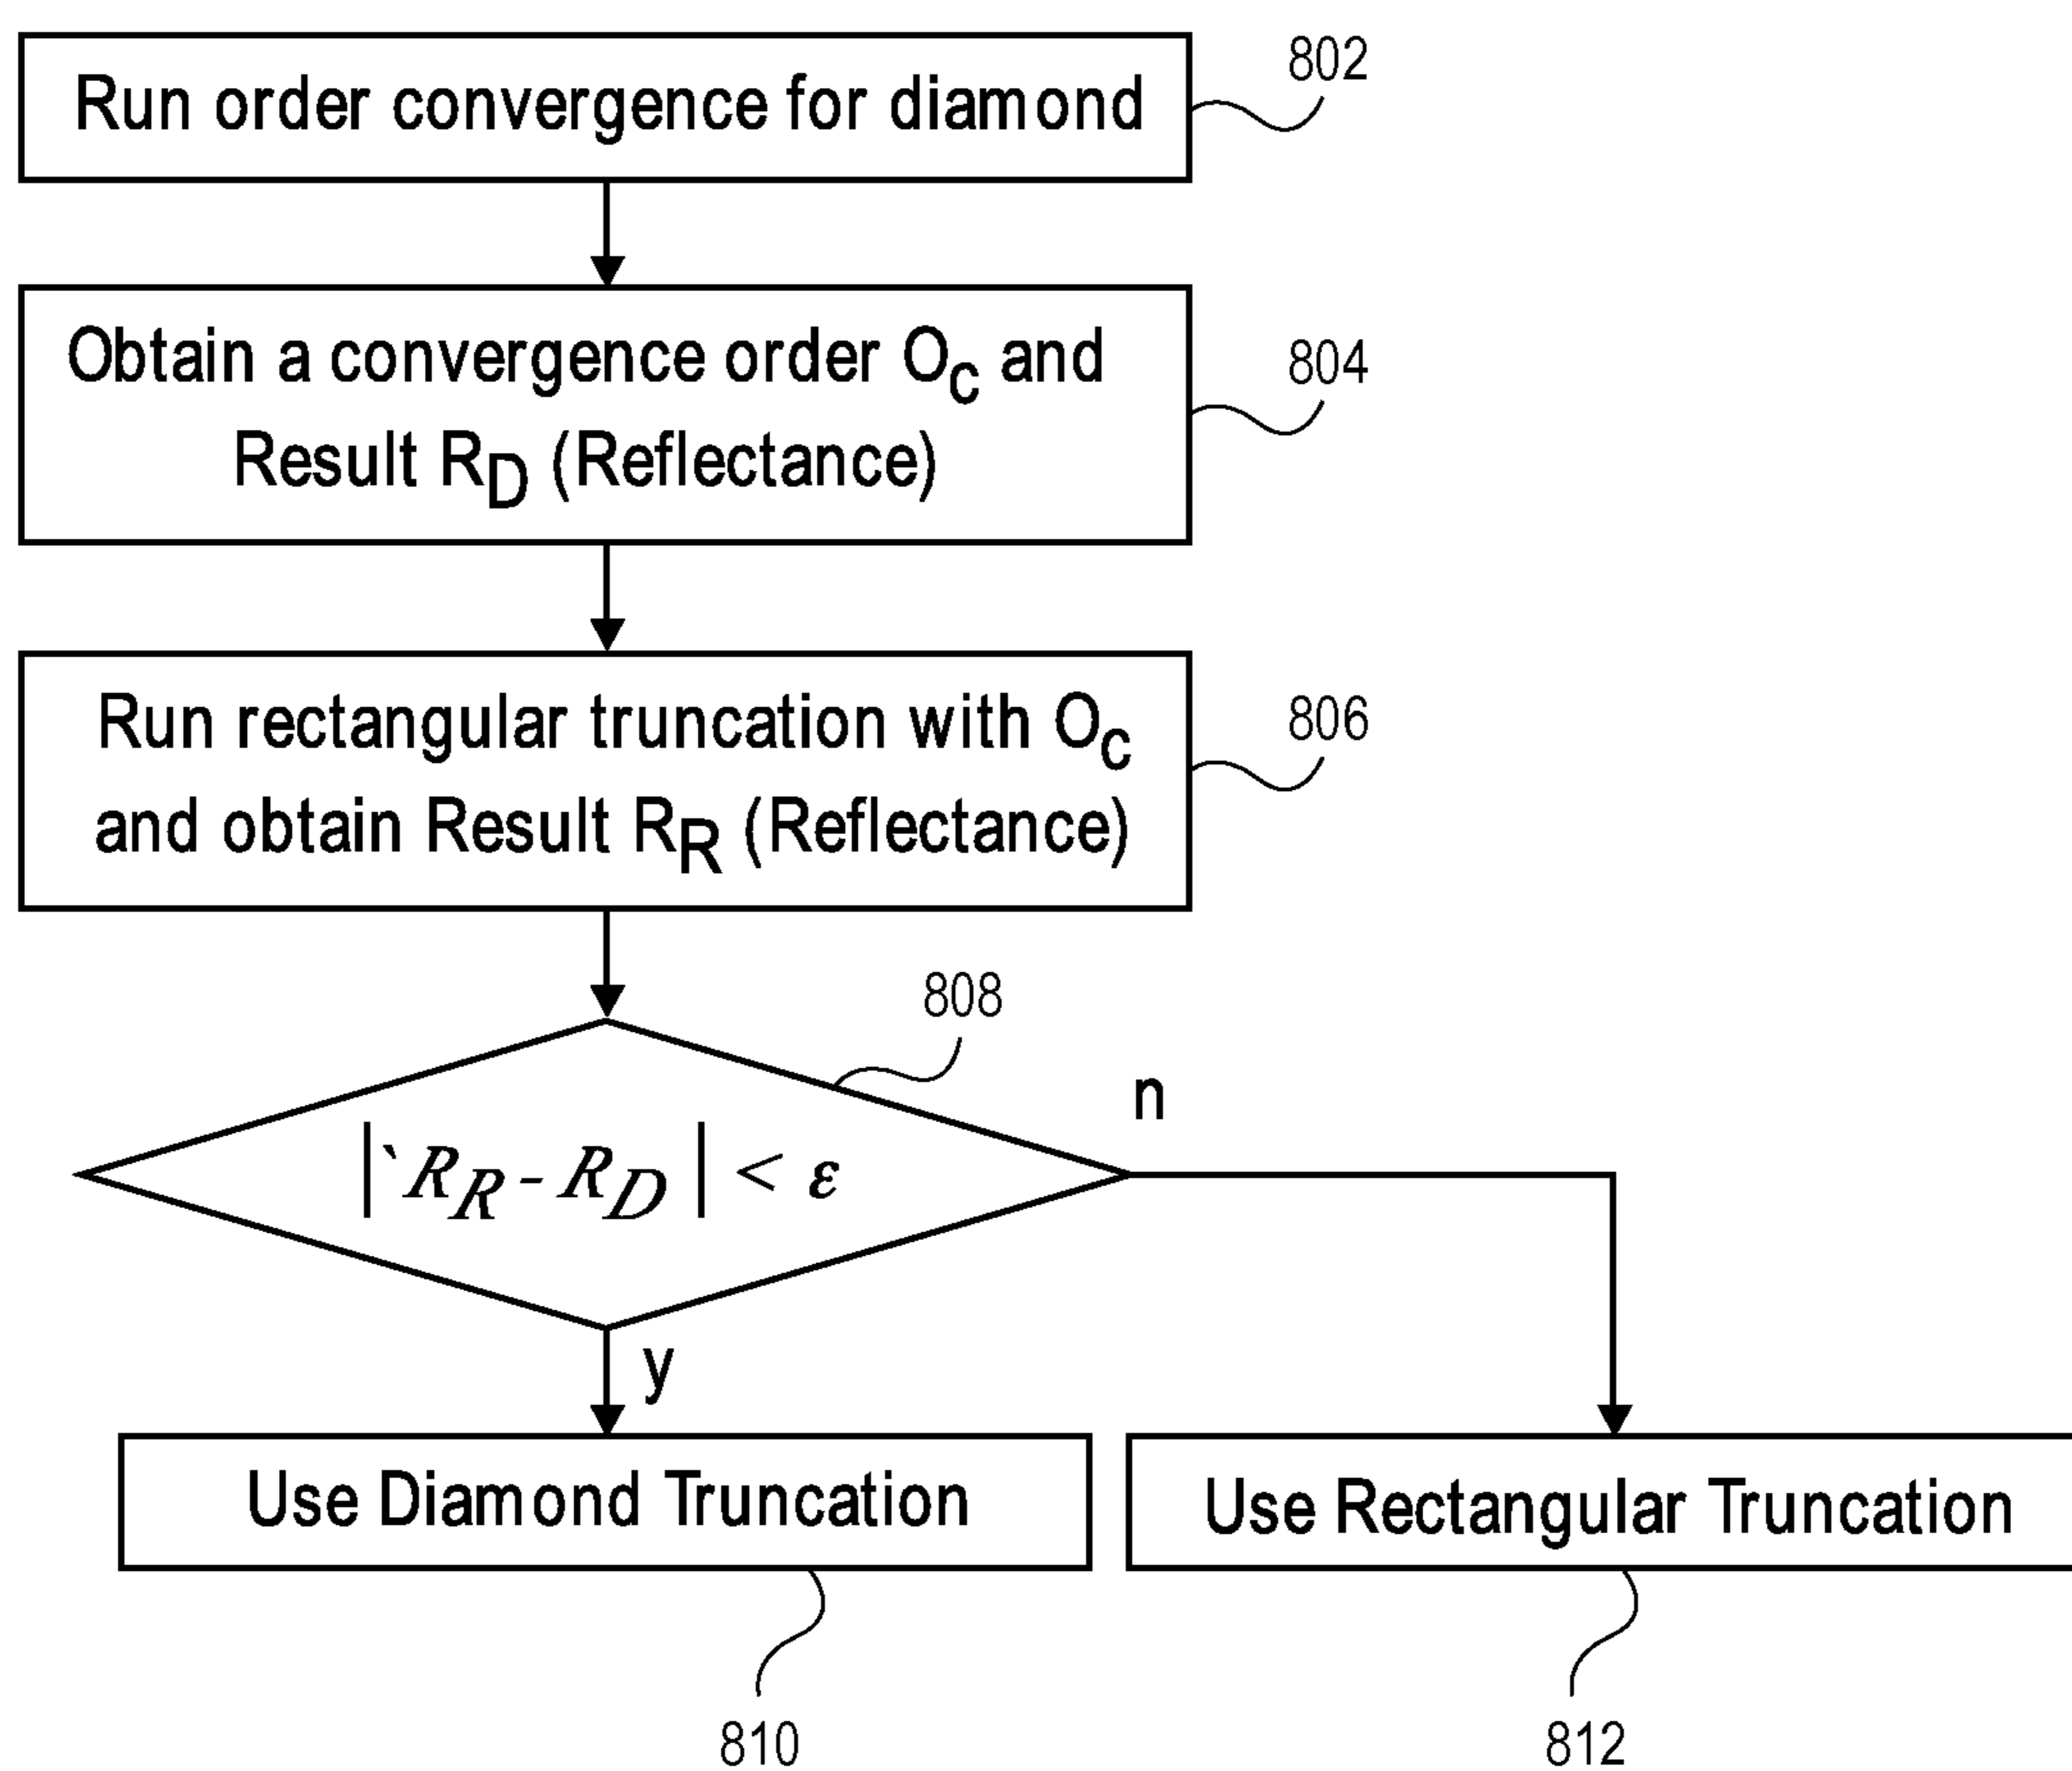 Run order convergence for diamond
802
Obtain a convergence order O_C and
Result R_D (Reflectance)
804
Run rectangular truncation with O_C
and obtain Result R_R (Reflectance)
806
808
|`R_R - R_D| < ε
n
y
Use Diamond Truncation
Use Rectangular Truncation
810
812